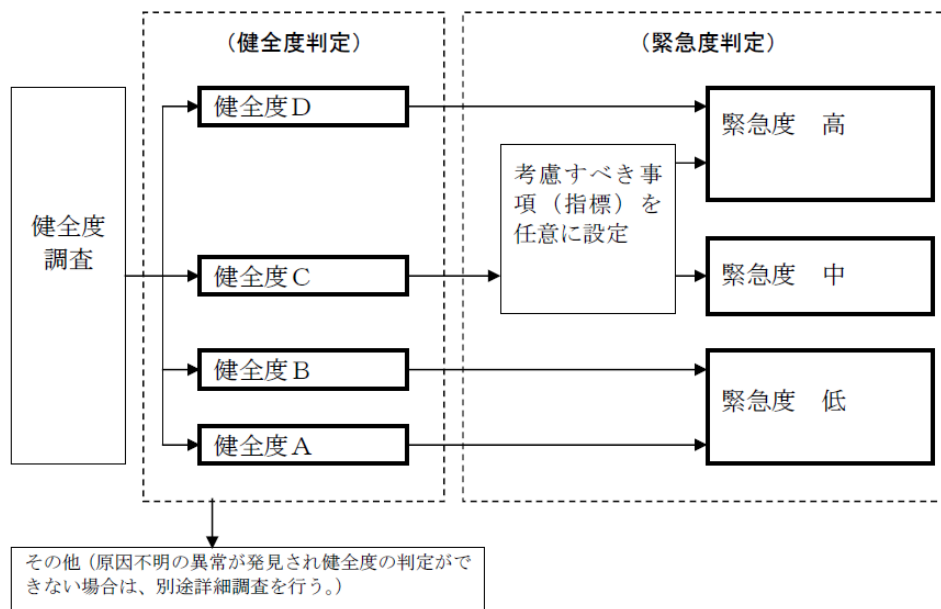 （健全度判定）
（緊急度判定）
健全度
調査
健全度Ｄ
健全度Ｃ
健全度Ｂ
健全度Ａ
考慮すべき事
項（指標）を
任意に設定
緊急度　高
緊急度　中
緊急度　低
その他（原因不明の異常が発見され健全度の判定がで
きない場合は、別途詳細調査を行う。）